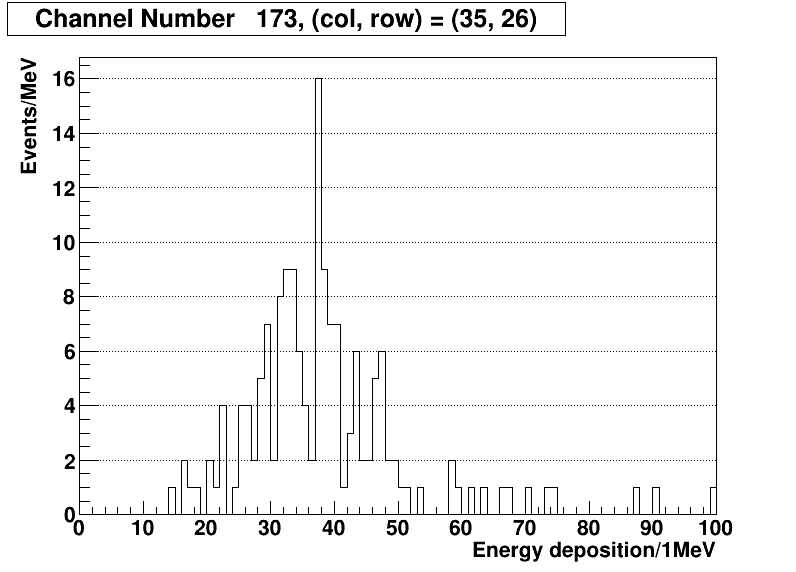 Channel Number 173, (col, row) = (35, 26)
Events/MeV
16
14
12
10
8
6
4
2
0
0 10 20 30 40 50 60 70 80 90 100
Energy deposition/1MeV